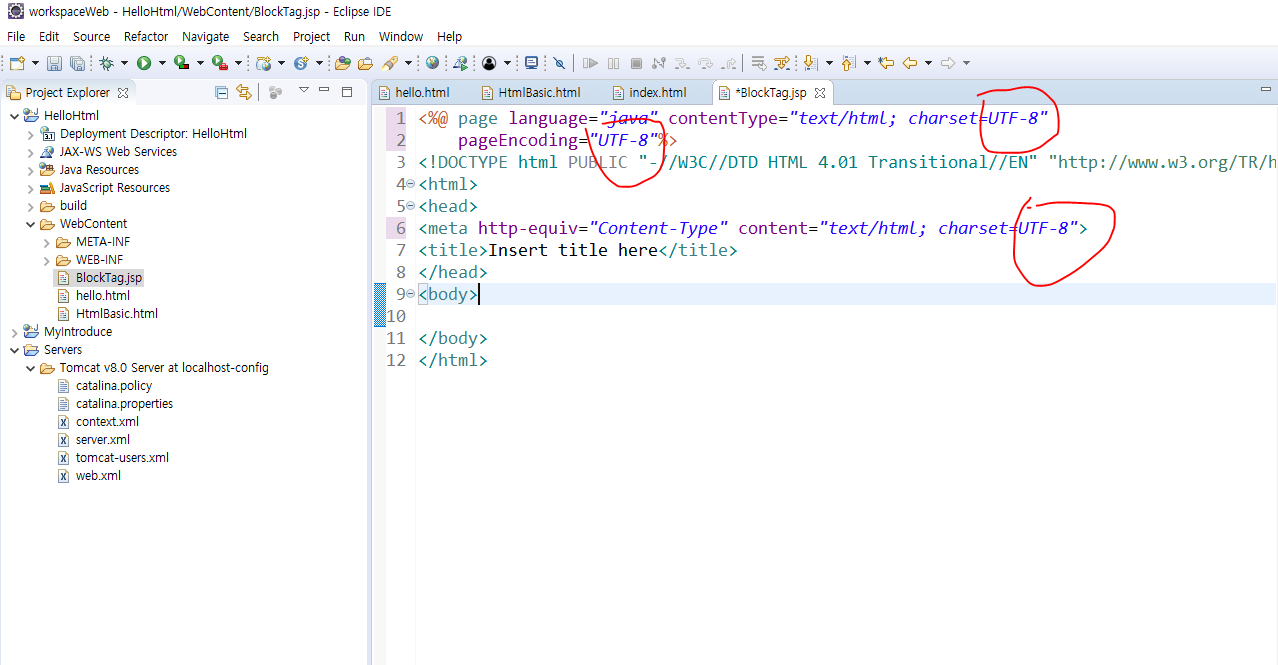 workspaceWeb - HelloHtml/WebContent/BlockTag.jsp - Eclipse IDE
File Edit Source Refactor Navigate Search Project Run Window Help
Project Explorer
HelloHtml
Deployment Descriptor: HelloHtml
JAX-WS Web Services
Java Resources
JavaScript Resources
build
WebContent
META-INF
WEB-INF
BlockTag.jsp
hello.html
HtmlBasic.html
MyIntroduce
Servers
Tomcat v8.0 Server at localhost-config
catalina.policy
catalina.properties
context.xml
server.xml
tomcat-users.xml
web.xml
hello.html HtmlBasic.html index.html *BlockTag.jsp
1 <%@ page language="java" contentType="text/html; charset=UTF-8"
2 pageEncoding="UTF-8"%>
3 <!DOCTYPE html PUBLIC "-//W3C//DTD HTML 4.01 Transitional//EN" "http://www.w3.org/TR/h
4 <html>
5 <head>
6 <meta http-equiv="Content-Type" content="text/html; charset=UTF-8">
7 <title>Insert title here</title>
8 </head>
9 <body>
10
11 </body>
12 </html>